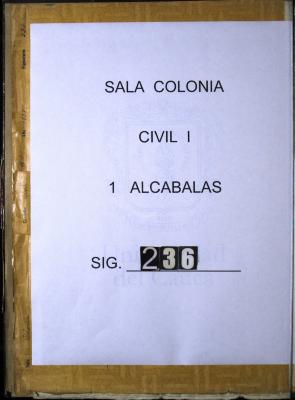 SALA COLONIA
CIVIL I
1 ALCABALAS
SIG. 236